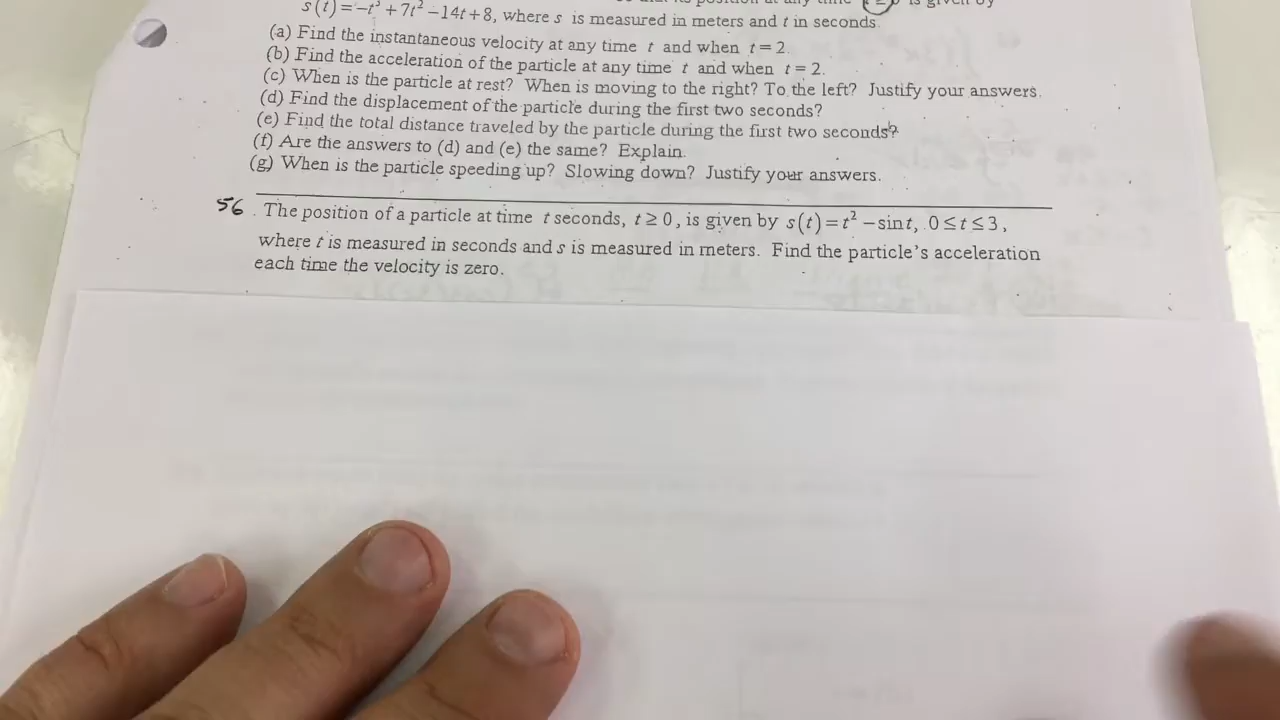 is given by
s(t)=-t³+7t²-14t+8, where s is measured in meters and t in seconds.
(a) Find the instantaneous velocity at any time t and when t=2.
(b) Find the acceleration of the particle at any time t and when t=2.
(c) When is the particle at rest? When is moving to the right? To the left? Justify your answers.
(d) Find the displacement of the particle during the first two seconds?
(e) Find the total distance traveled by the particle during the first two seconds?
(f) Are the answers to (d) and (e) the same? Explain.
(g) When is the particle speeding up? Slowing down? Justify your answers.
56. The position of a particle at time t seconds, t≥0, is given by s(t)=t²-sin t, 0≤t≤3,
where t is measured in seconds and s is measured in meters. Find the particle's acceleration
each time the velocity is zero.